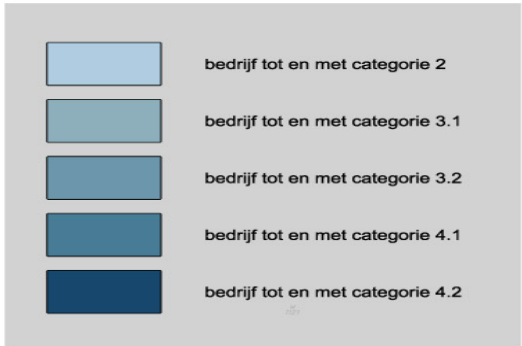 bedrijf tot en met categorie 2
bedrijf tot en met categorie 3.1
bedrijf tot en met categorie 3.2
bedrijf tot en met categorie 4.1
bedrijf tot en met categorie 4.2